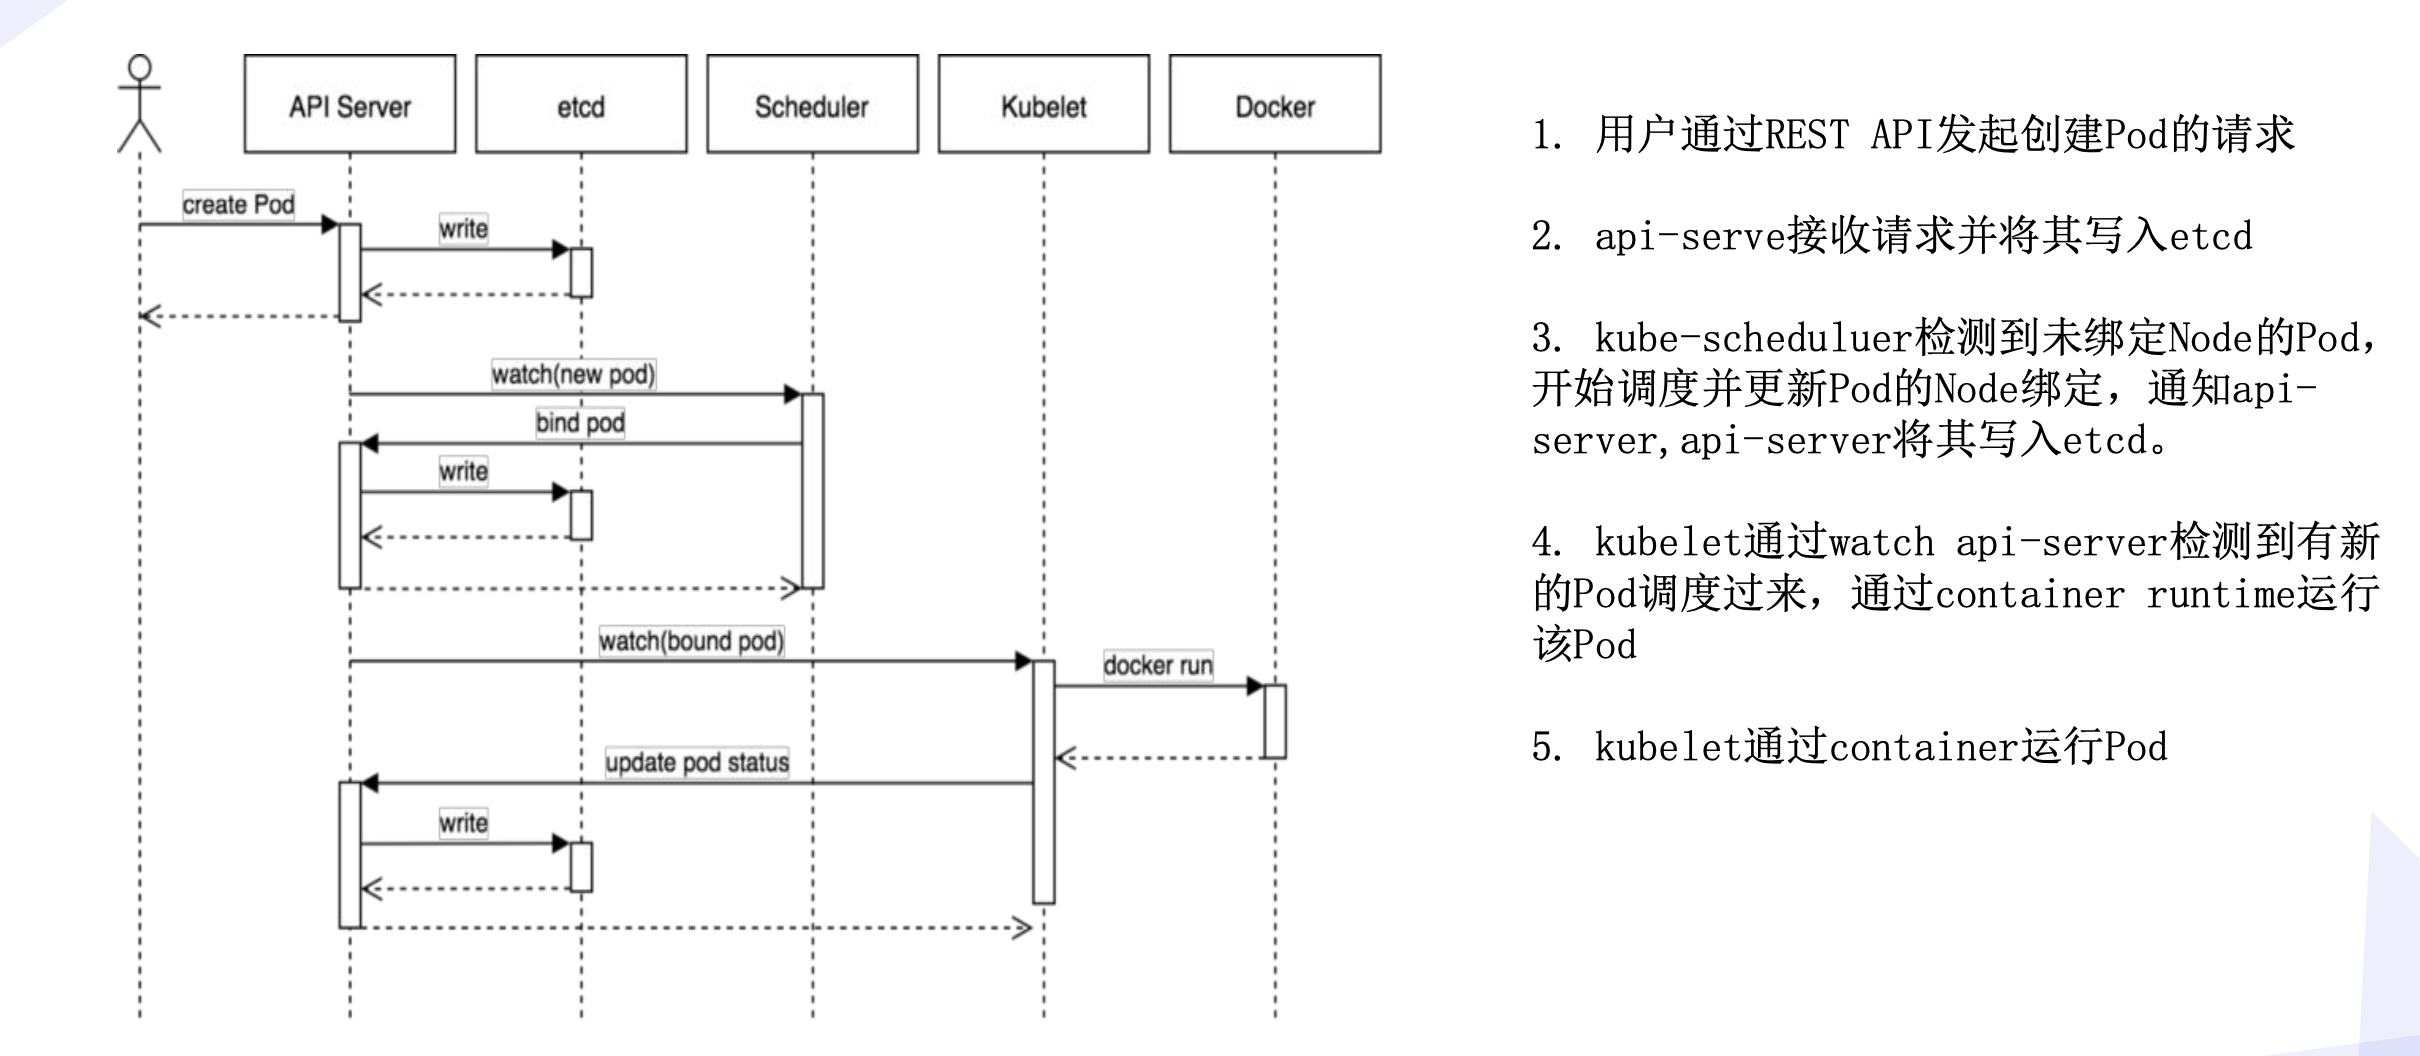 API Server
etcd
Scheduler
Kubelet
Docker
create Pod
write
watch(new pod)
bind pod
write
watch(bound pod)
docker run
update pod status
write
1. 用户通过REST API发起创建Pod的请求
2. api-serve接收请求并将其写入etcd
3. kube-scheduluer检测到未绑定Node的Pod，
开始调度并更新Pod的Node绑定，通知api-
server,api-server将其写入etcd。
4. kubelet通过watch api-server检测到有新
的Pod调度过来，通过container runtime运行
该Pod
5. kubelet通过container运行Pod